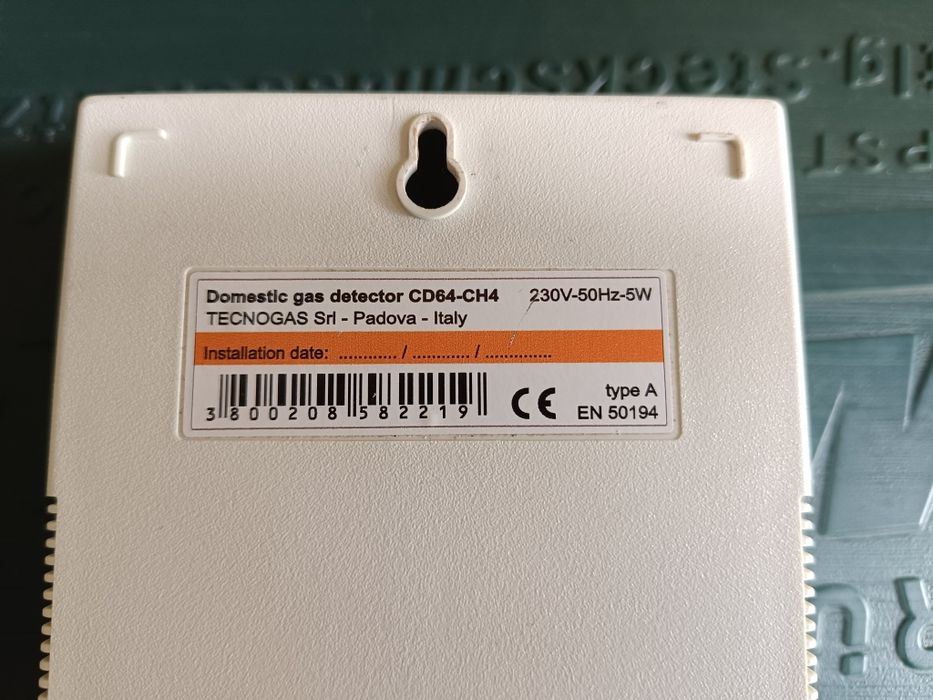 Domestic gas detector CD64-CH4 230V-50Hz-5W
TECNOGAS Srl - Padova - Italy
Installation date: ............ / ............ / ..............
3 800208 582219
CE type A
EN 50194